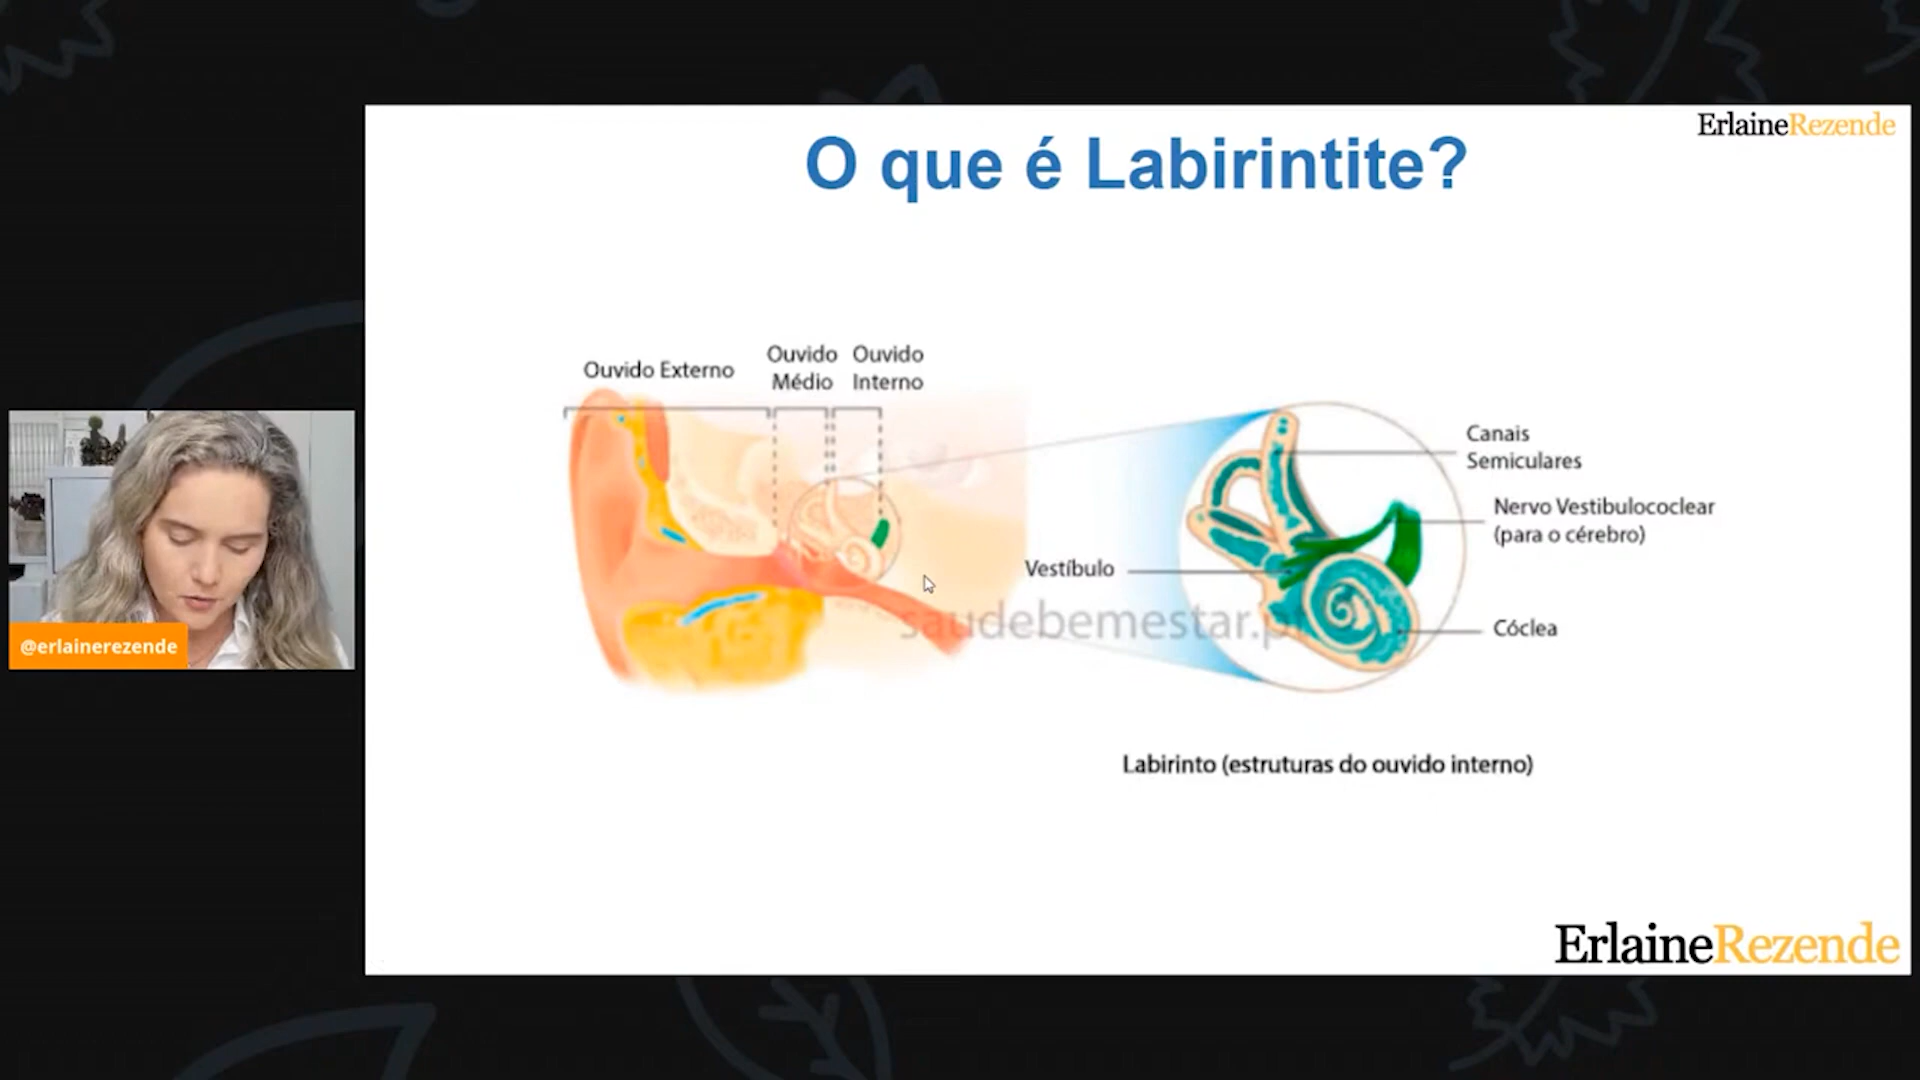 ErlaineRezende
O que é Labirintite?
Ouvido Externo
Ouvido
Médio
Ouvido
Interno
Canais
Semiculares
Nervo Vestibulococlear
(para o cérebro)
Vestíbulo
saudebemestar.pt
Cóclea
@erlainerezende
Labirinto (estruturas do ouvido interno)
ErlaineRezende